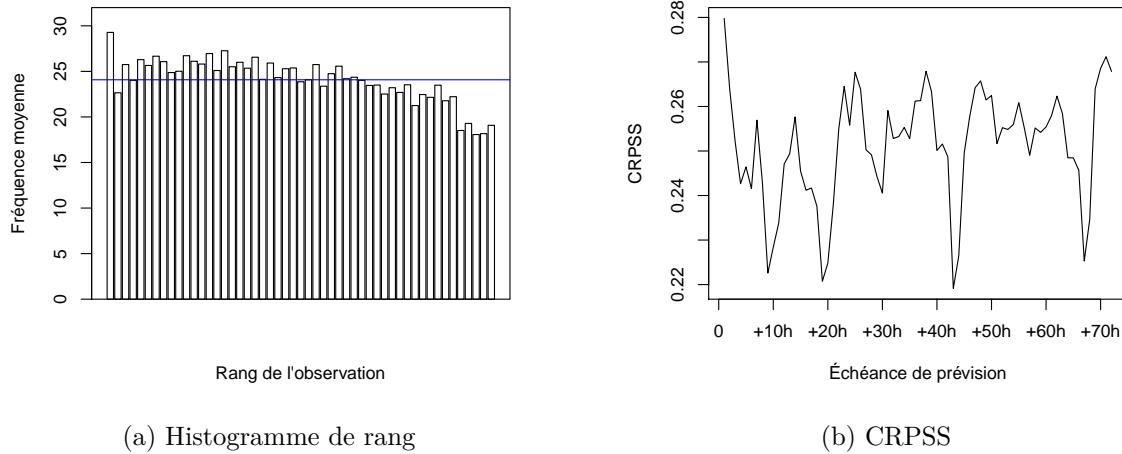 Fréquence moyenne
30
25
20
15
10
5
0
Rang de l'observation
(a) Histogramme de rang
CRPSS
0.28
0.26
0.24
0.22
0
+10h
+20h
+30h
+40h
+50h
+60h
+70h
Échéance de prévision
(b) CRPSS